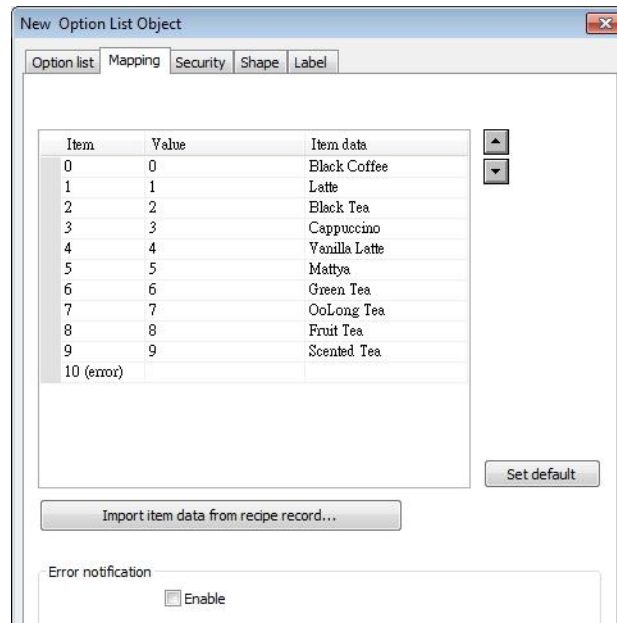 New Option List Object
Option list Mapping Security Shape Label
Item Value Item data
0 0 Black Coffee
1 1 Latte
2 2 Black Tea
3 3 Cappuccino
4 4 Vanilla Latte
5 5 Mattya
6 6 Green Tea
7 7 OoLong Tea
8 8 Fruit Tea
9 9 Scented Tea
10 (error)
Set default
Import item data from recipe record...
Error notification
Enable